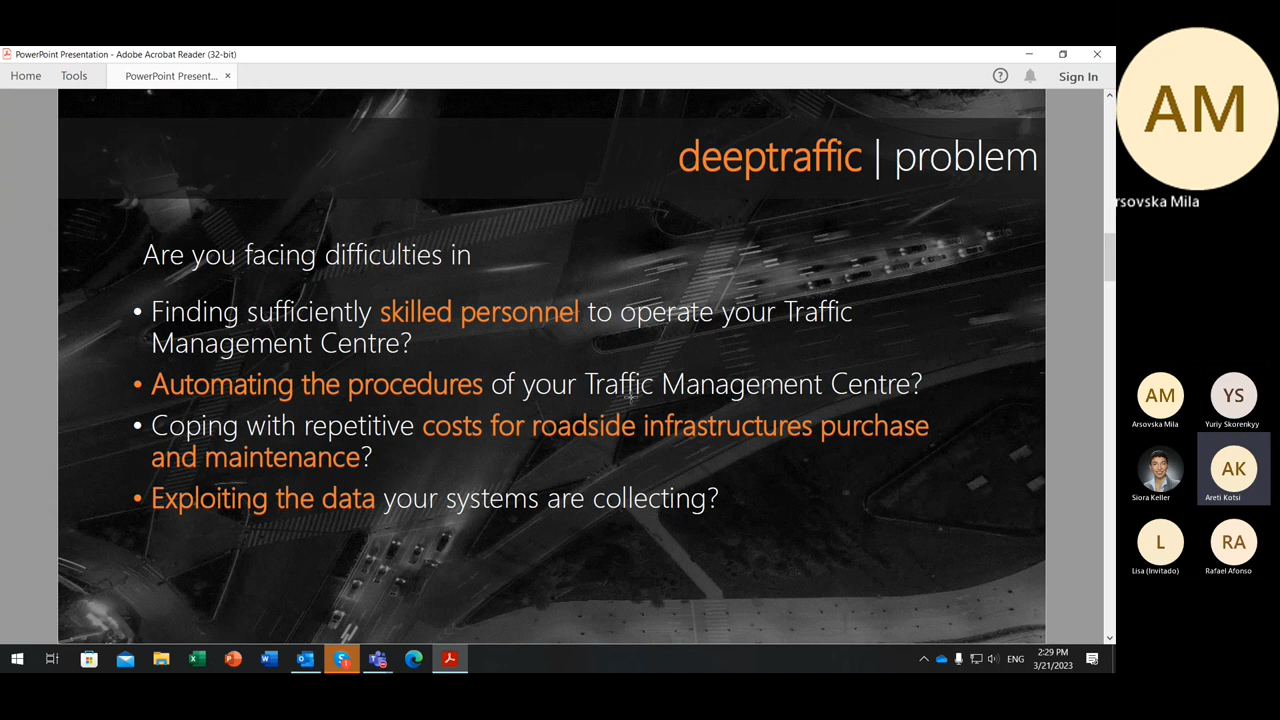 PowerPoint Presentation - Adobe Acrobat Reader (32-bit)
Home Tools PowerPoint Present... × Sign In
deeptraffic | problem
Are you facing difficulties in
• Finding sufficiently skilled personnel to operate your Traffic
Management Centre?
• Automating the procedures of your Traffic Management Centre?
• Coping with repetitive costs for roadside infrastructures purchase
and maintenance?
• Exploiting the data your systems are collecting?
AM
rsovska Mila
AM YS
Arsovska Mila Yuriy Skorenkyy
AK
Siora Keller Areti Kotsi
L RA
Lisa (Invitado) Rafael Afonso
ENG
2:29 PM
3/21/2023